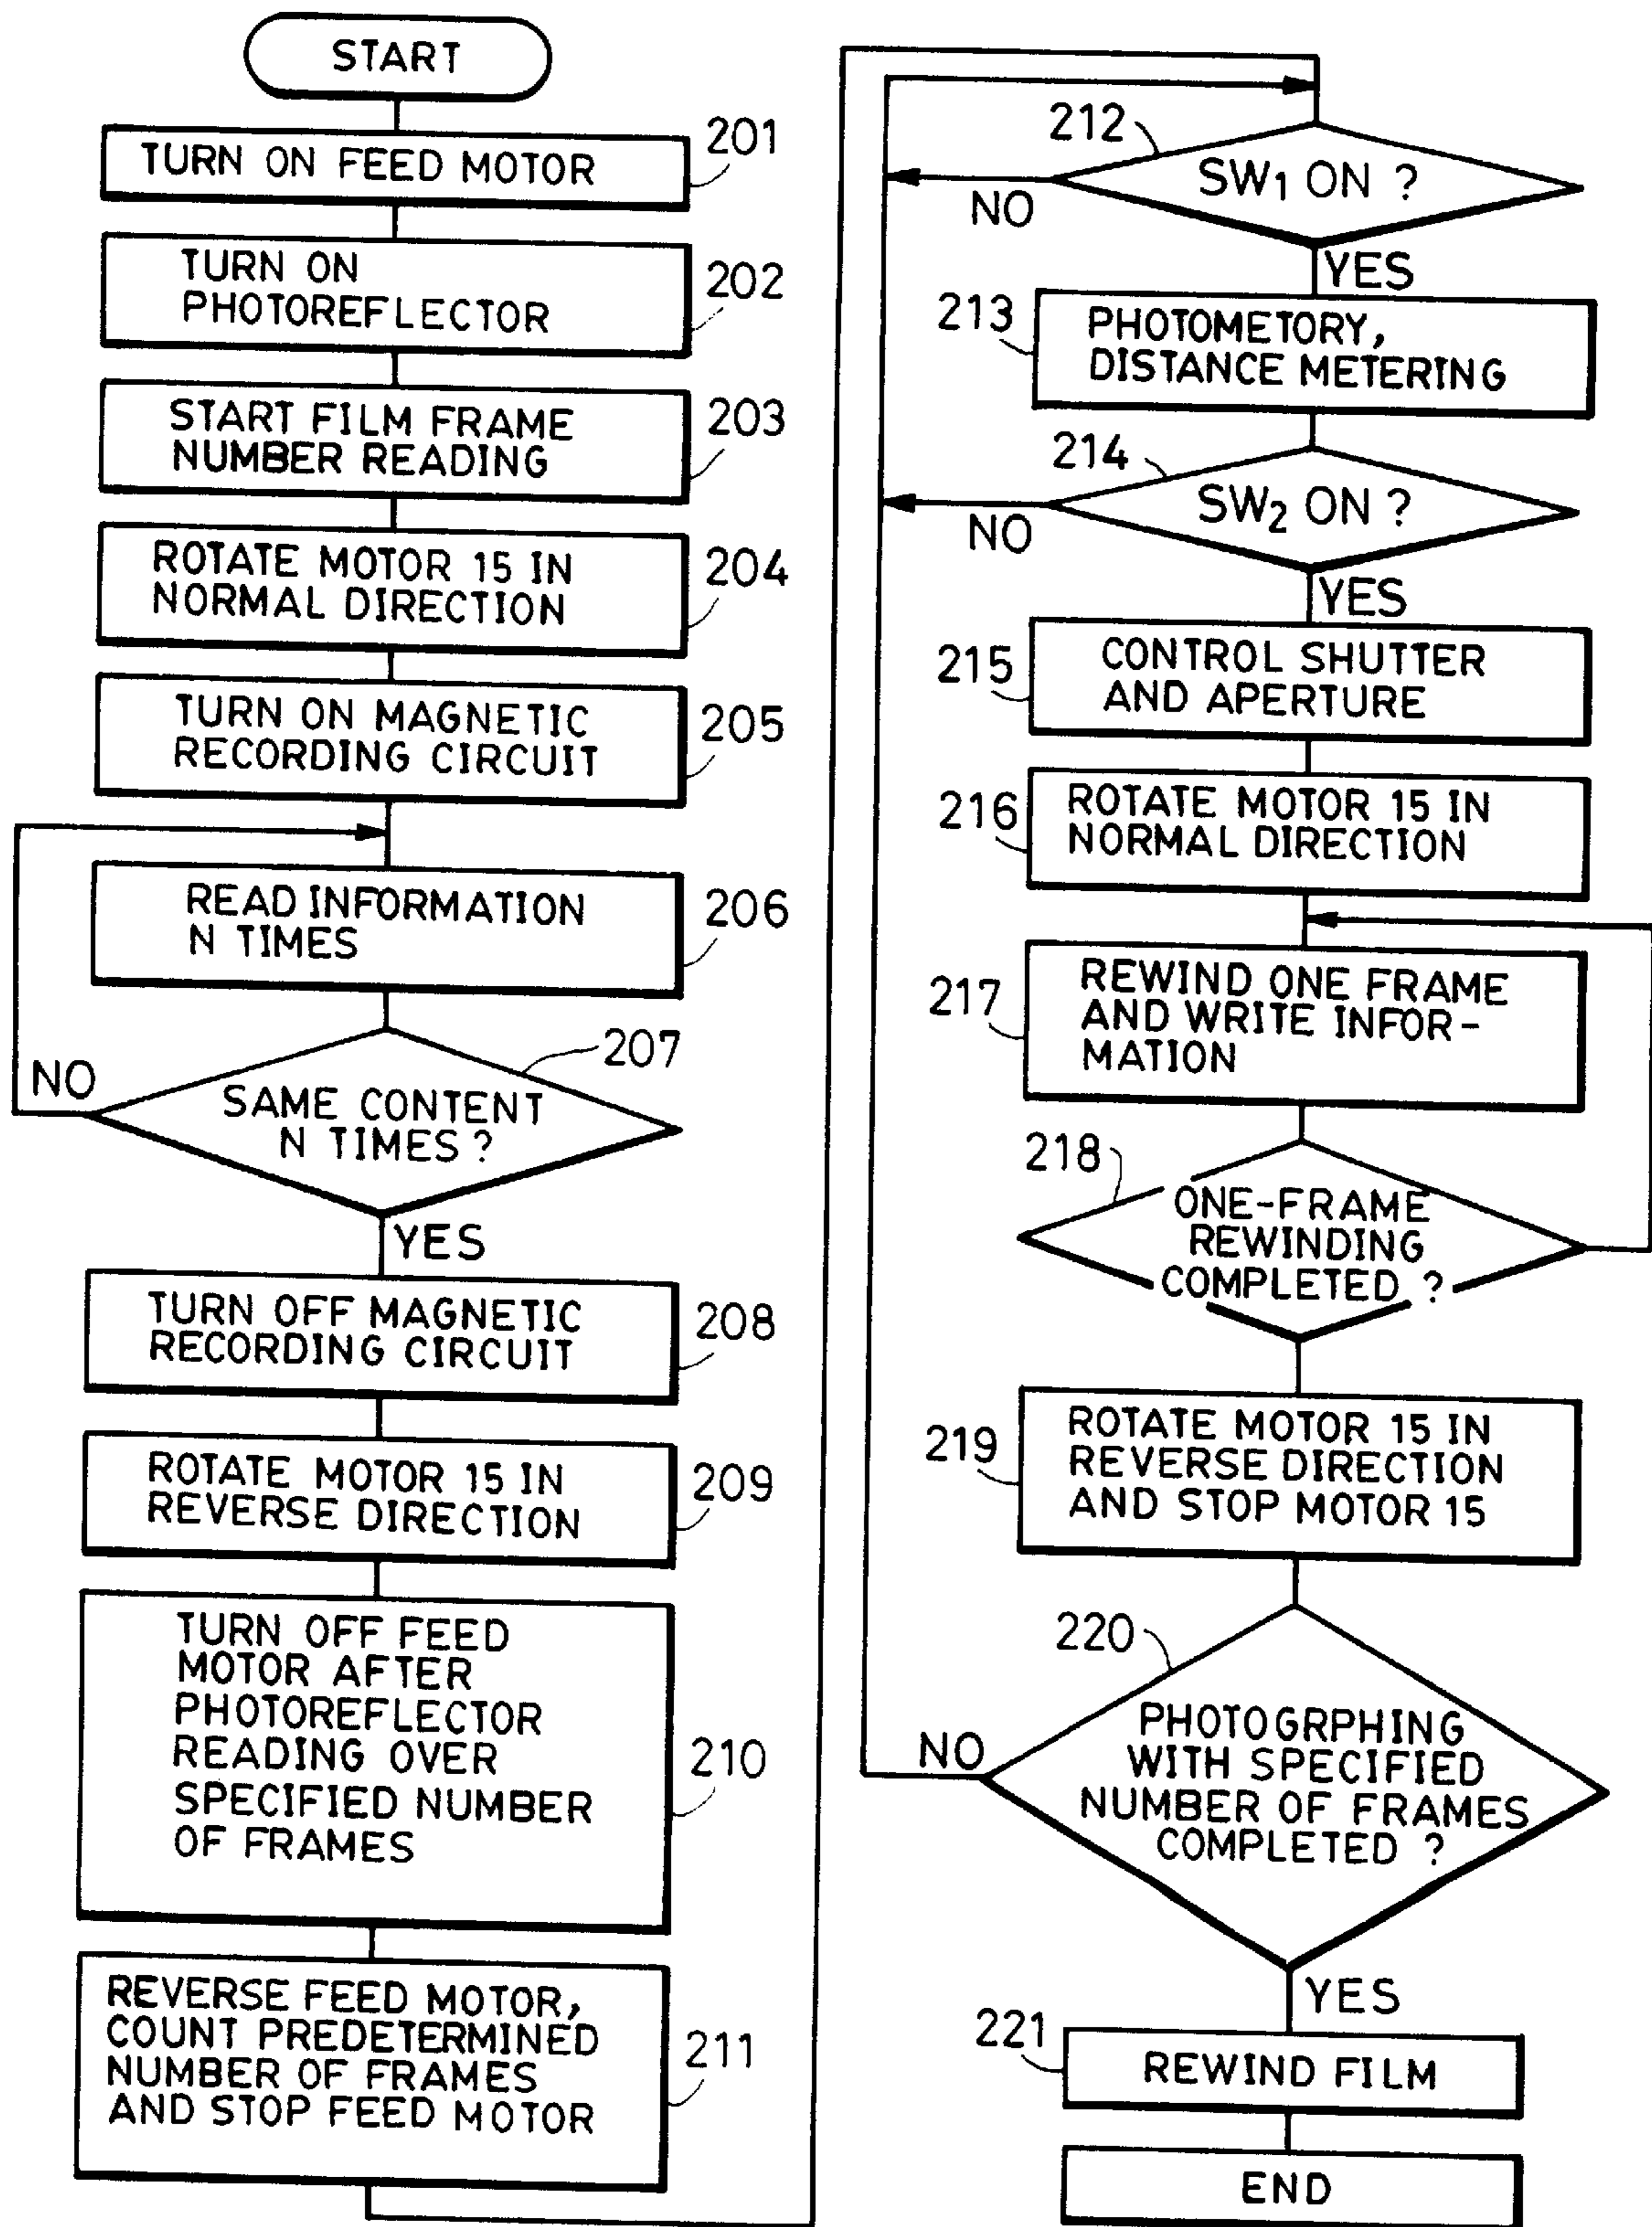 START
TURN ON FEED MOTOR
201
TURN ON
PHOTOREFLECTOR
202
START FILM FRAME
NUMBER READING
203
ROTATE MOTOR 15 IN
NORMAL DIRECTION
204
TURN ON MAGNETIC
RECORDING CIRCUIT
205
READ INFORMATION
N TIMES
206
207
NO
SAME CONTENT
N TIMES?
YES
TURN OFF MAGNETIC
RECORDING CIRCUIT
208
ROTATE MOTOR 15 IN
REVERSE DIRECTION
209
TURN OFF FEED
MOTOR AFTER
PHOTOREFLECTOR
READING OVER
SPECIFIED NUMBER
OF FRAMES
210
REVERSE FEED MOTOR,
COUNT PREDETERMINED
NUMBER OF FRAMES
AND STOP FEED MOTOR
211
212
SW1 ON ?
NO
YES
213
PHOTOMETORY,
DISTANCE METERING
214
SW2 ON ?
NO
YES
215
CONTROL SHUTTER
AND APERTURE
216
ROTATE MOTOR 15 IN
NORMAL DIRECTION
217
REWIND ONE FRAME
AND WRITE INFOR-
MATION
218
ONE-FRAME
REWINDING
COMPLETED ?
219
ROTATE MOTOR 15 IN
REVERSE DIRECTION
AND STOP MOTOR 15
220
NO
PHOTOGRPHING
WITH SPECIFIED
NUMBER OF FRAMES
COMPLETED ?
YES
221
REWIND FILM
END